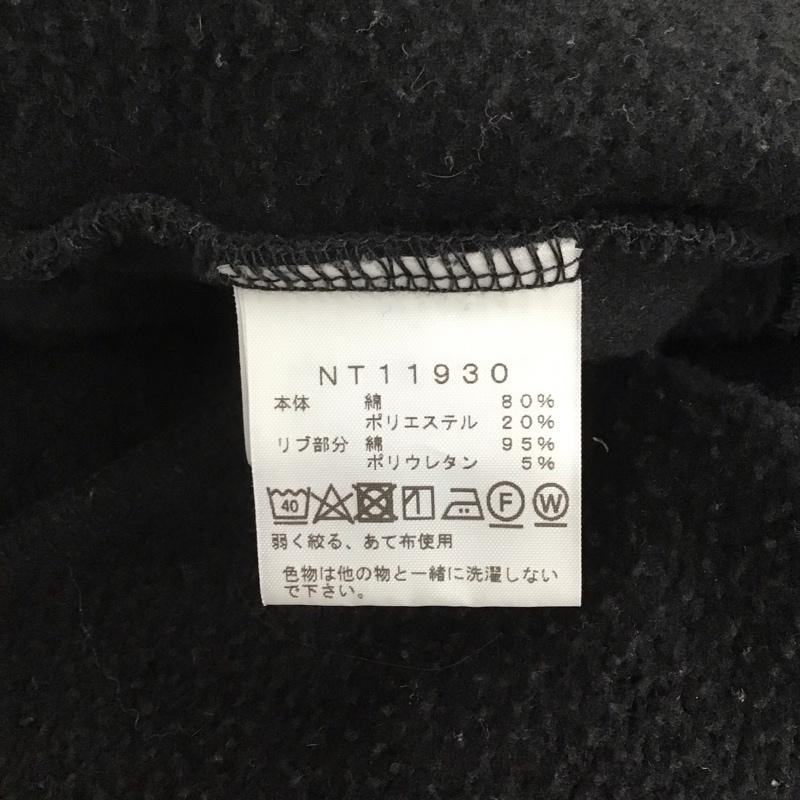 NT11930
本体 綿 80%
ポリエステル 20%
リブ部分 綿 95%
ポリウレタン 5%
40 F W
弱く絞る、あて布使用
色物は他の物と一緒に洗濯しない
で下さい。